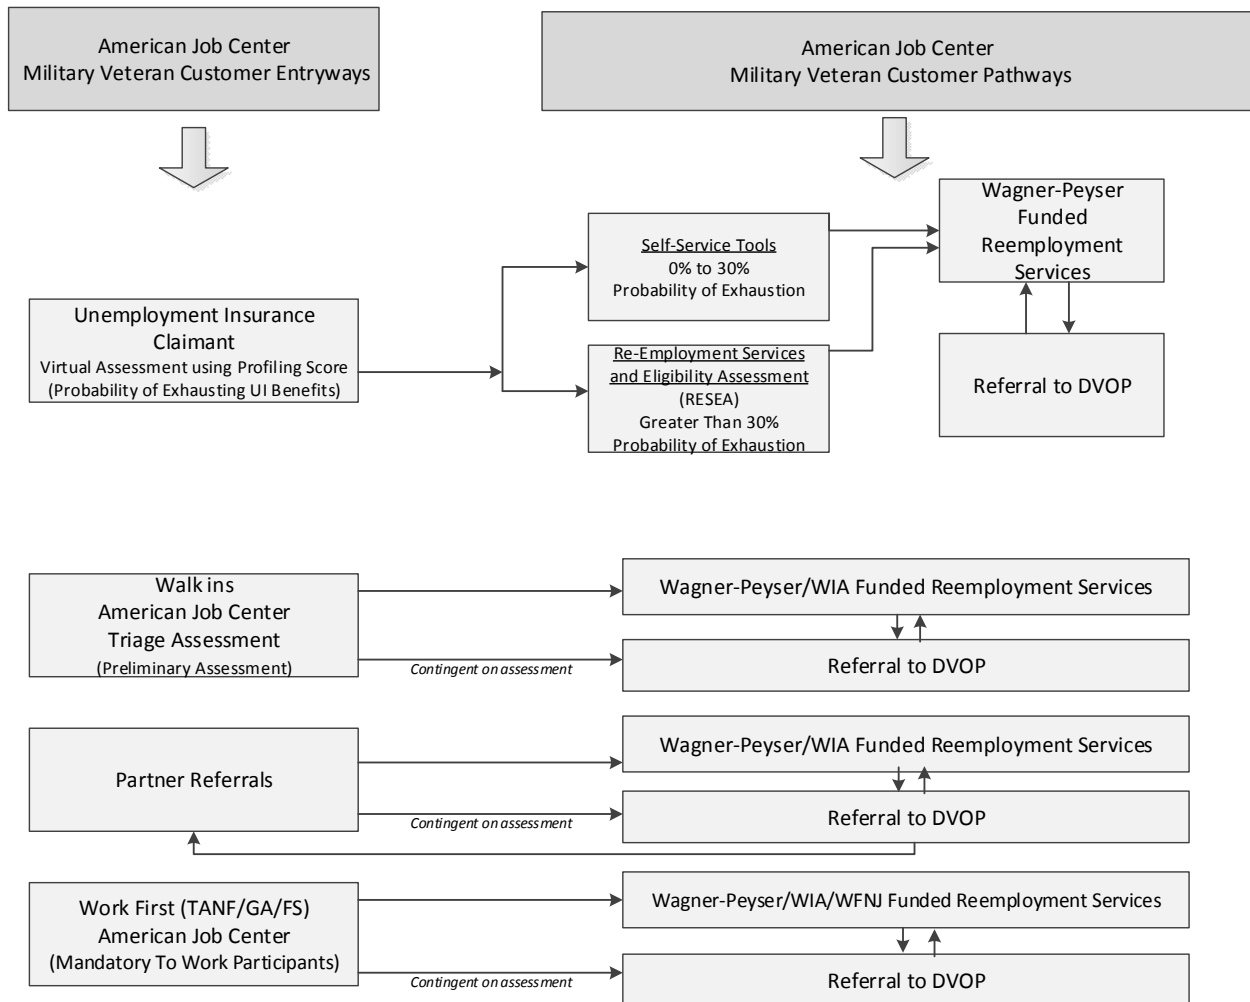 American Job Center
Military Veteran Customer Entryways
American Job Center
Military Veteran Customer Pathways
Wagner-Peyser
Funded
Reemployment
Services
Self-Service Tools
0% to 30%
Probability of Exhaustion
Unemployment Insurance
Claimant
Virtual Assessment using Profiling Score
(Probability of Exhausting UI Benefits)
Re-Employment Services
and Eligibility Assessment
(RESEA)
Greater Than 30%
Probability of Exhaustion
Referral to DVOP
Walk ins
American Job Center
Triage Assessment
(Preliminary Assessment)
Wagner-Peyser/WIA Funded Reemployment Services
Contingent on assessment
Referral to DVOP
Partner Referrals
Wagner-Peyser/WIA Funded Reemployment Services
Contingent on assessment
Referral to DVOP
Work First (TANF/GA/FS)
American Job Center
(Mandatory To Work Participants)
Wagner-Peyser/WIA/WFNJ Funded Reemployment Services
Contingent on assessment
Referral to DVOP